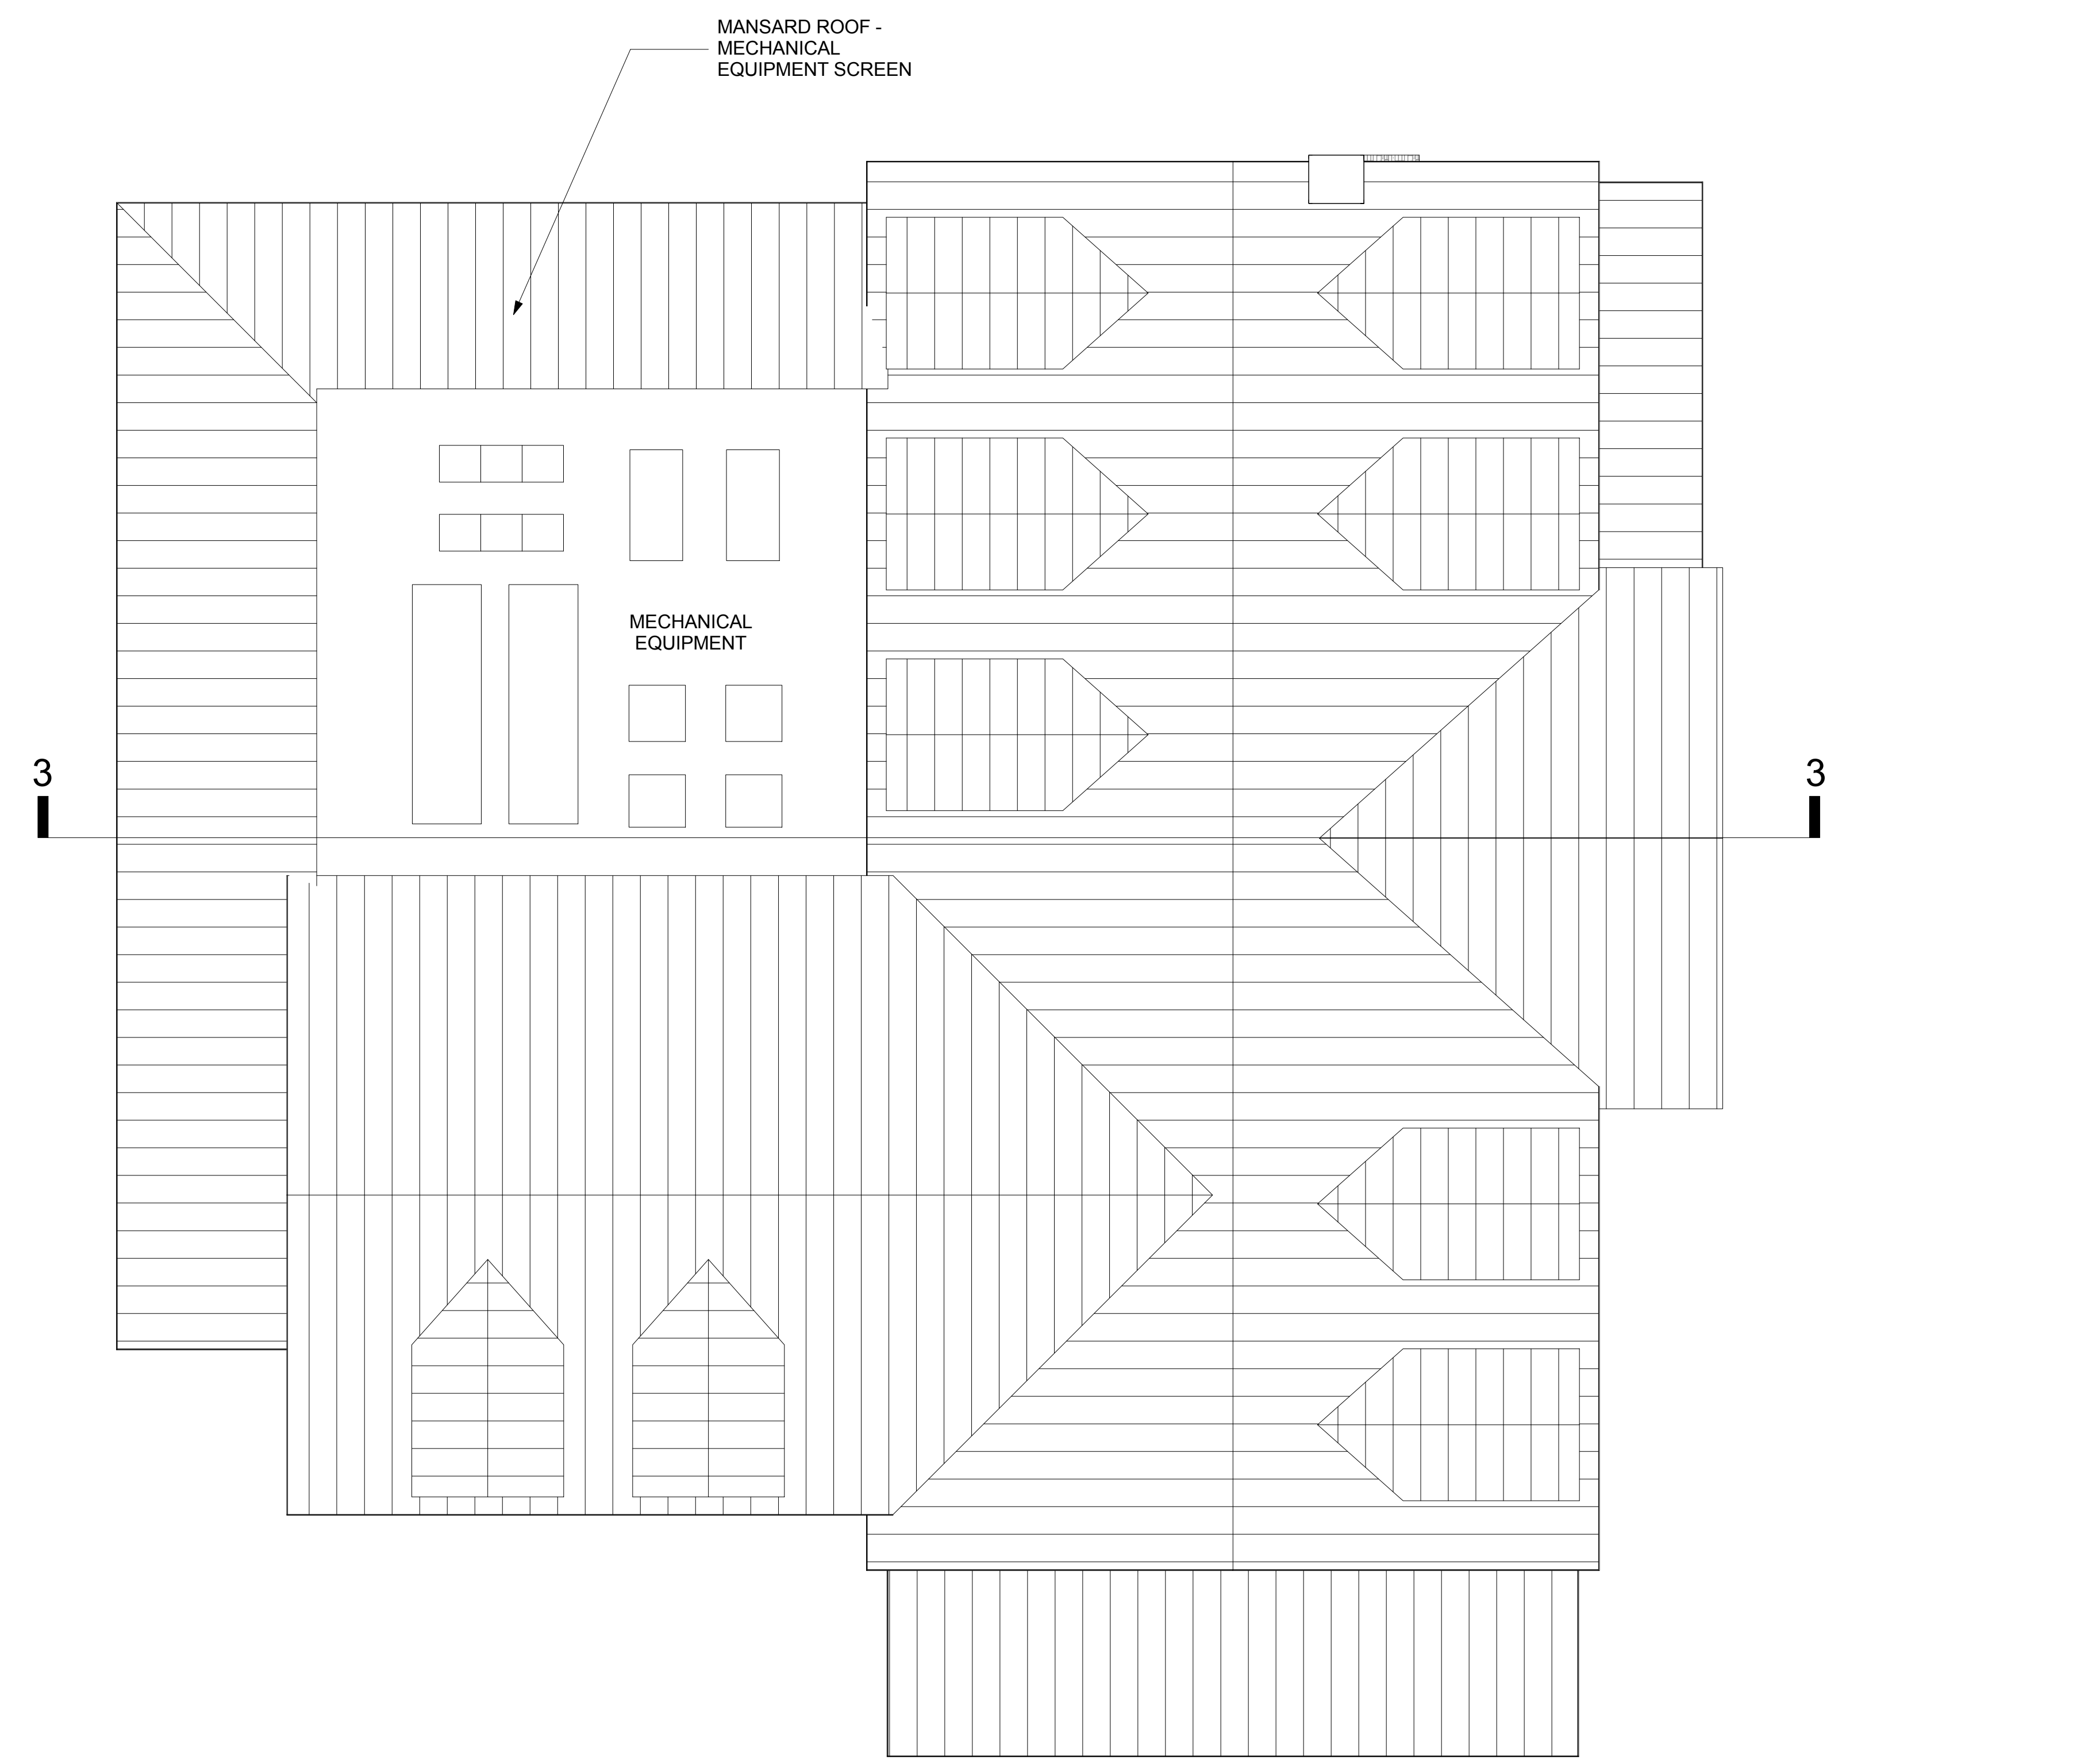 MANSARD ROOF -
MECHANICAL
EQUIPMENT SCREEN
MECHANICAL
EQUIPMENT
3
3